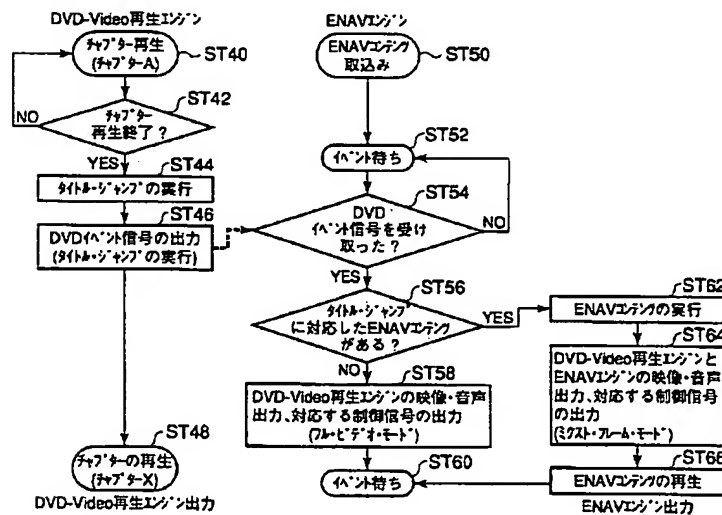 DVD-Video再生エンジン
チャプター再生
(チャプターA)
ST40
ST42
チャプター
再生終了？
NO
YES
ST44
タイトル・ジャンプの実行
ST46
DVDイベント信号の出力
(タイトル・ジャンプの実行)
ST48
チャプターの再生
(チャプターX)
DVD-Video再生エンジン出力
ENAVエンジン
ENAVコンテンツ
取込み
ST50
ST52
イベント待ち
ST54
DVD
イベント信号を受け
取った？
NO
YES
ST56
タイトル・ジャンプ
に対応したENAVコンテンツ
がある？
YES
NO
ST58
DVD-Video再生エンジンの映像・音声
出力、対応する制御信号の出力
(フル・ビデオ・モード)
ST60
イベント待ち
ST62
ENAVコンテンツの実行
ST64
DVD-Video再生エンジンと
ENAVエンジンの映像・音声
出力、対応する制御信号
の出力
(ミクスト・フレーム・モード)
ST66
ENAVコンテンツの再生
ENAVエンジン出力